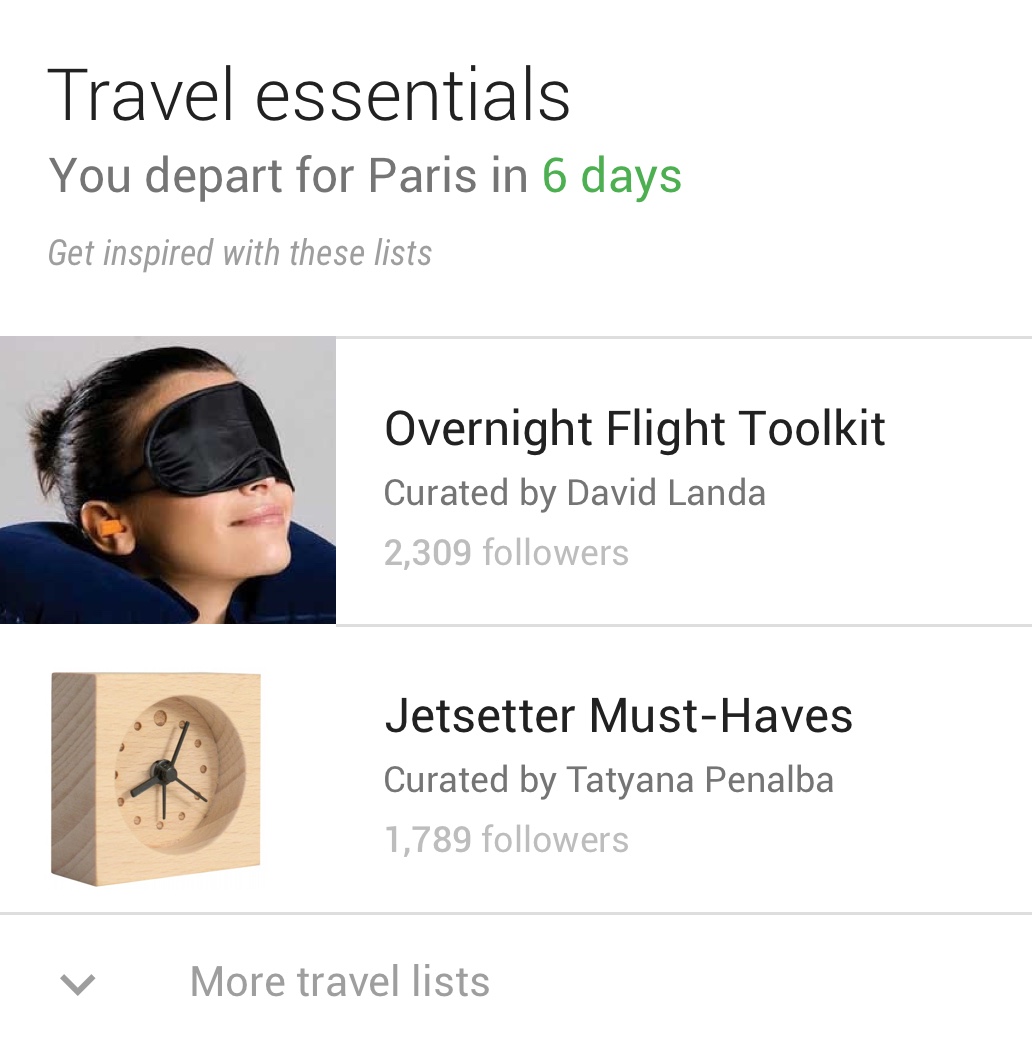 Travel essentials
You depart for Paris in 6 days
Get inspired with these lists
Overnight Flight Toolkit
Curated by David Landa
2,309 followers
Jetsetter Must-Haves
Curated by Tatyana Penalba
1,789 followers
More travel lists